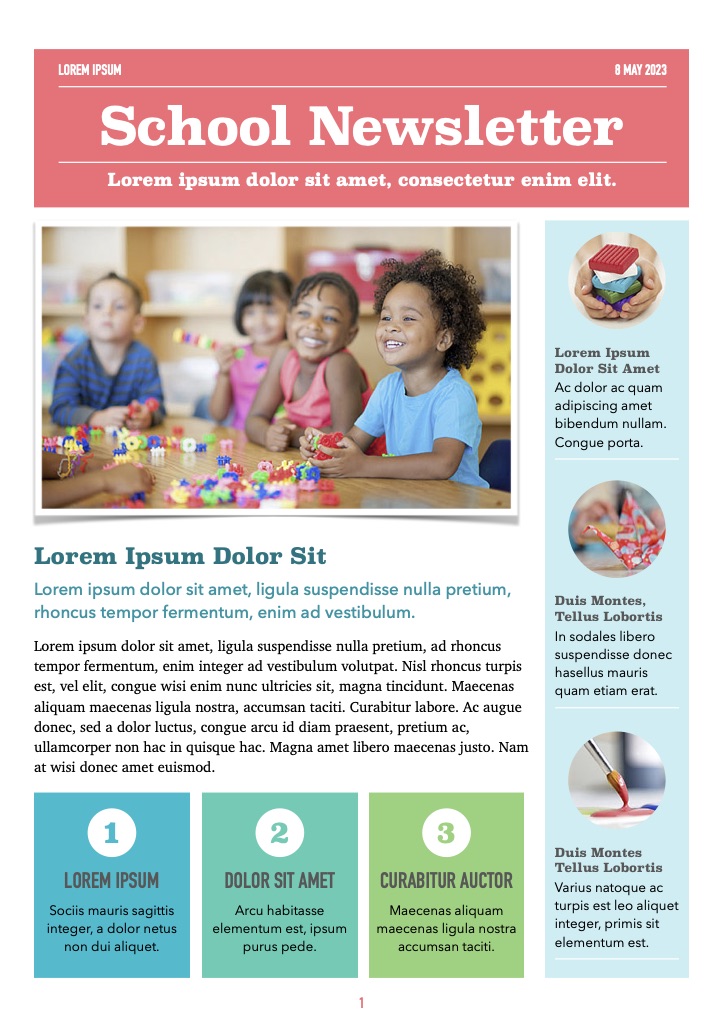 LOREM IPSUM
8 MAY 2023
School Newsletter
Lorem ipsum dolor sit amet, consectetur enim elit.
Lorem Ipsum Dolor Sit
Lorem ipsum dolor sit amet, ligula suspendisse nulla pretium,
rhoncus tempor fermentum, enim ad vestibulum.
Lorem ipsum dolor sit amet, ligula suspendisse nulla pretium, ad rhoncus
tempor fermentum, enim integer ad vestibulum volutpat. Nisl rhoncus turpis
est, vel elit, congue wisi enim nunc ultricies sit, magna tincidunt. Maecenas
aliquam maecenas ligula nostra, accumsan taciti. Curabitur labore. Ac augue
donec, sed a dolor luctus, congue arcu id diam praesent, pretium ac,
ullamcorper non hac in quisque hac. Magna amet libero maecenas justo. Nam
at wisi donec amet euismod.
1
LOREM IPSUM
Sociis mauris sagittis
integer, a dolor netus
non dui aliquet.
2
DOLOR SIT AMET
Arcu habitasse
elementum est, ipsum
purus pede.
3
CURABITUR AUCTOR
Maecenas aliquam
maecenas ligula nostra
accumsan taciti.
Lorem Ipsum
Dolor Sit Amet
Ac dolor ac quam
adipiscing amet
bibendum nullam.
Congue porta.
Duis Montes,
Tellus Lobortis
In sodales libero
suspendisse donec
hasellus mauris
quam etiam erat.
Duis Montes
Tellus Lobortis
Varius natoque ac
turpis est leo aliquet
integer, primis sit
elementum est.
1